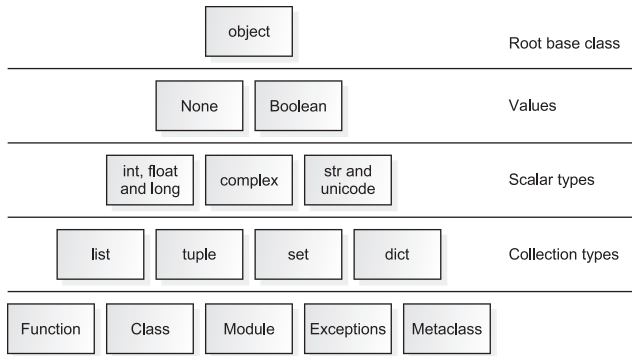 object
Root base class
None
Boolean
Values
int, float
and long
complex
str and
unicode
Scalar types
list
tuple
set
dict
Collection types
Function
Class
Module
Exceptions
Metaclass